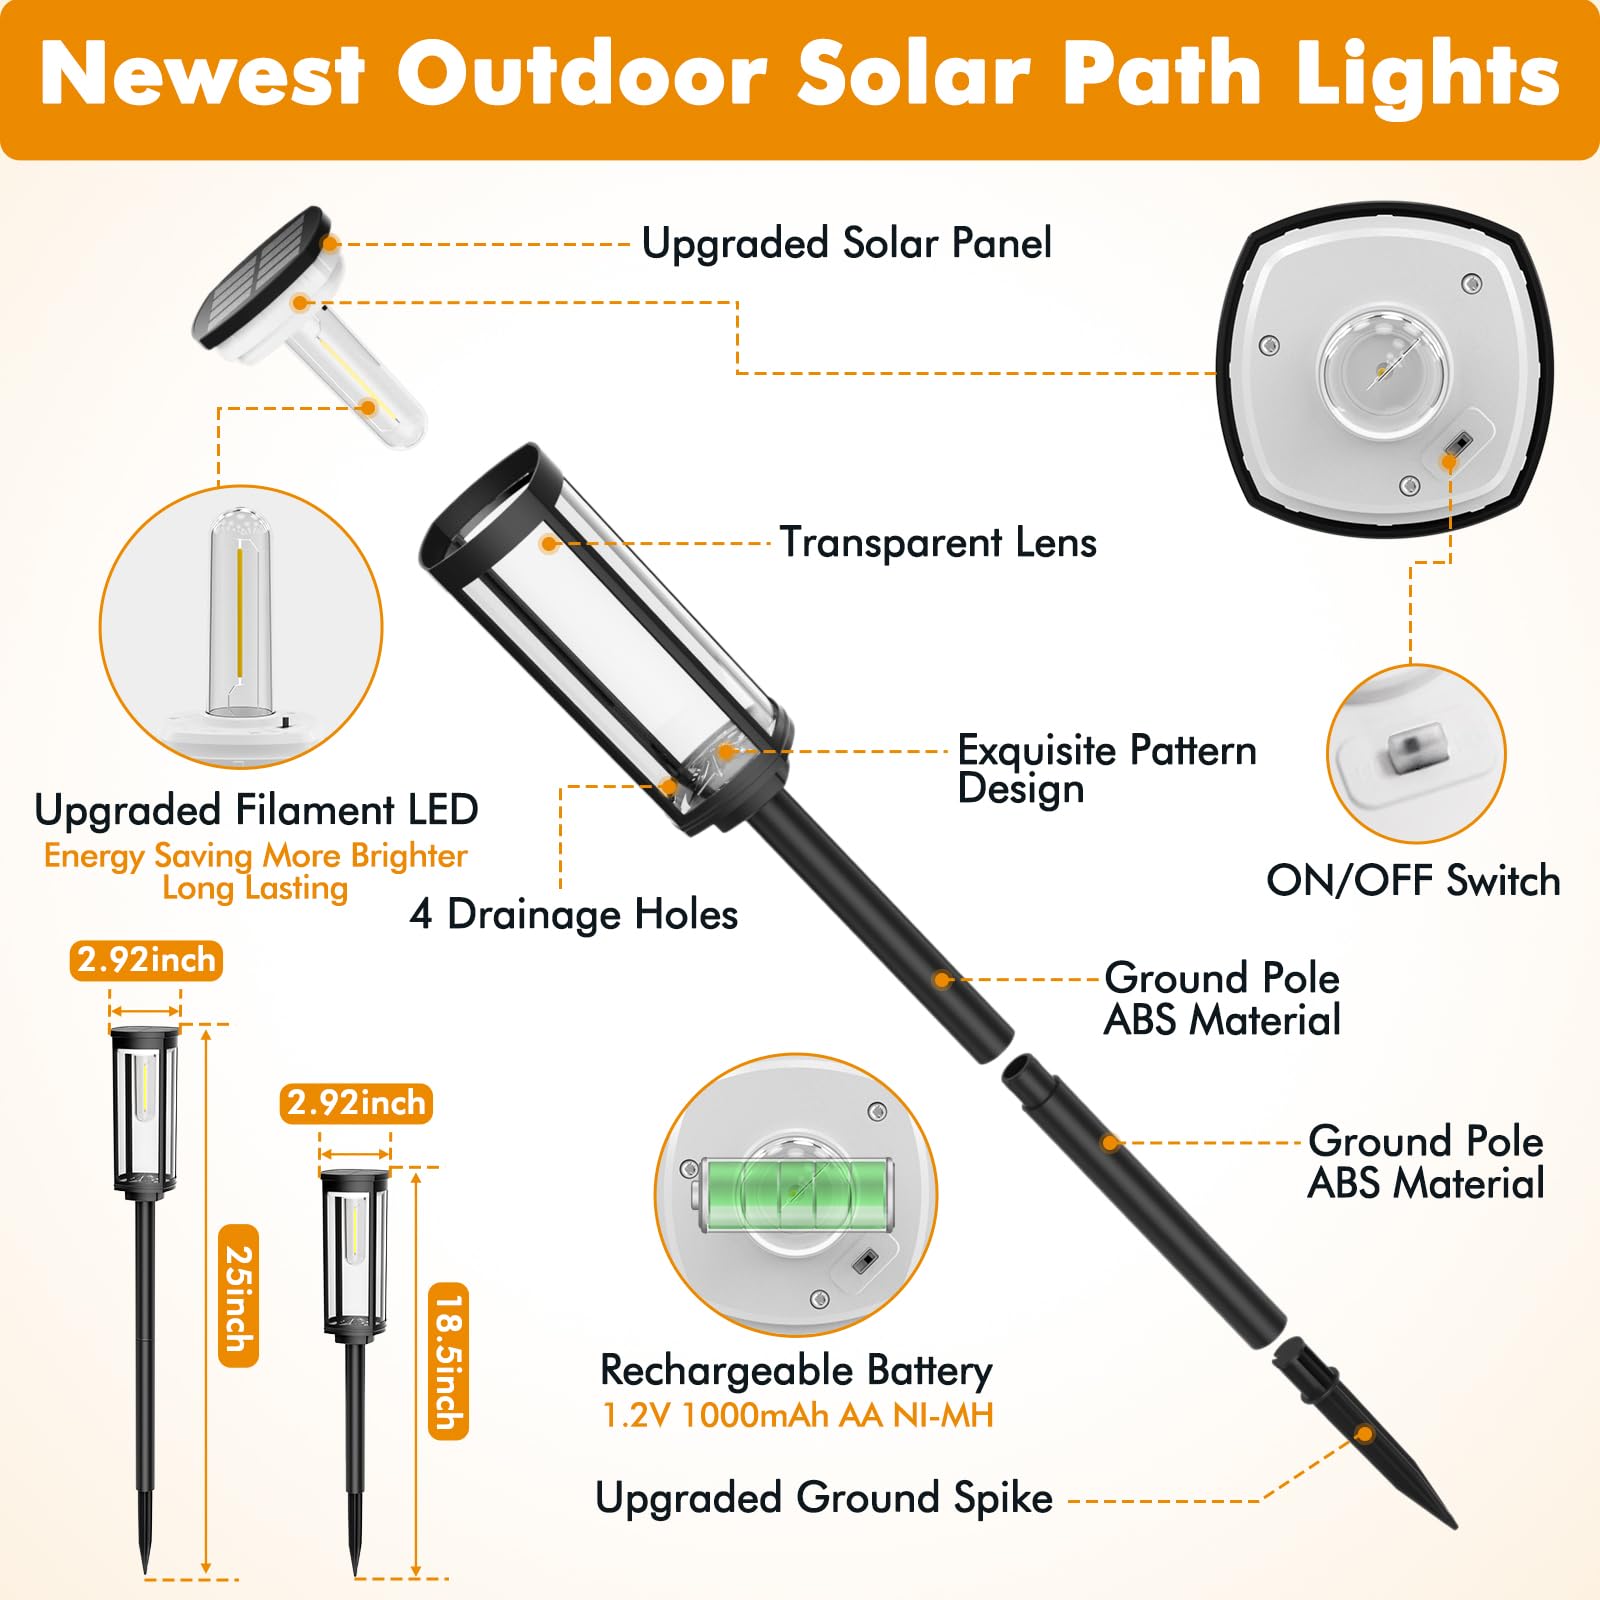 Newest Outdoor Solar Path Lights
Upgraded Solar Panel
Transparent Lens
Exquisite Pattern
Design
Upgraded Filament LED
Energy Saving More Brighter
Long Lasting
4 Drainage Holes
ON/OFF Switch
2.92inch
25inch
2.92inch
18.5inch
Ground Pole
ABS Material
Ground Pole
ABS Material
Rechargeable Battery
1.2V 1000mAh AA NI-MH
Upgraded Ground Spike